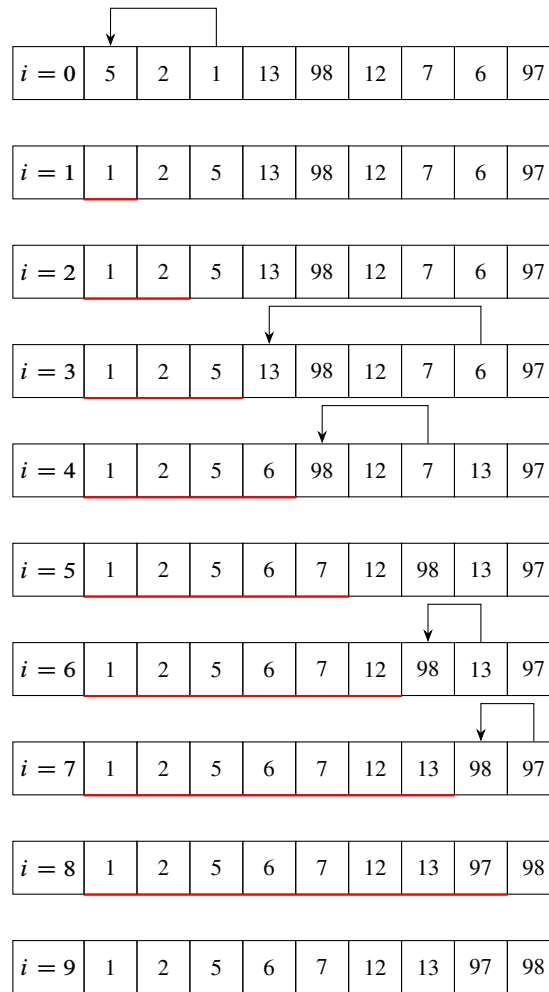 i = 0 5 2 1 13 98 12 7 6 97
i = 1 1 2 5 13 98 12 7 6 97
i = 2 1 2 5 13 98 12 7 6 97
i = 3 1 2 5 13 98 12 7 6 97
i = 4 1 2 5 6 98 12 7 13 97
i = 5 1 2 5 6 7 12 98 13 97
i = 6 1 2 5 6 7 12 98 13 97
i = 7 1 2 5 6 7 12 13 98 97
i = 8 1 2 5 6 7 12 13 97 98
i = 9 1 2 5 6 7 12 13 97 98